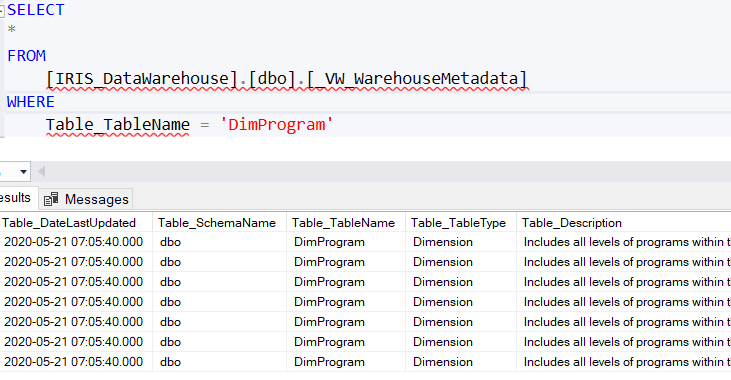 SELECT
*
FROM
[IRIS_DataWarehouse].[dbo].[_VW_WarehouseMetadata]
WHERE
Table_TableName = 'DimProgram'
esults Messages
Table_DateLastUpdated Table_SchemaName Table_TableName Table_TableType Table_Description
2020-05-21 07:05:40.000 dbo DimProgram Dimension Includes all levels of programs within t
2020-05-21 07:05:40.000 dbo DimProgram Dimension Includes all levels of programs within t
2020-05-21 07:05:40.000 dbo DimProgram Dimension Includes all levels of programs within t
2020-05-21 07:05:40.000 dbo DimProgram Dimension Includes all levels of programs within t
2020-05-21 07:05:40.000 dbo DimProgram Dimension Includes all levels of programs within t
2020-05-21 07:05:40.000 dbo DimProgram Dimension Includes all levels of programs within t
2020-05-21 07:05:40.000 dbo DimProgram Dimension Includes all levels of programs within t